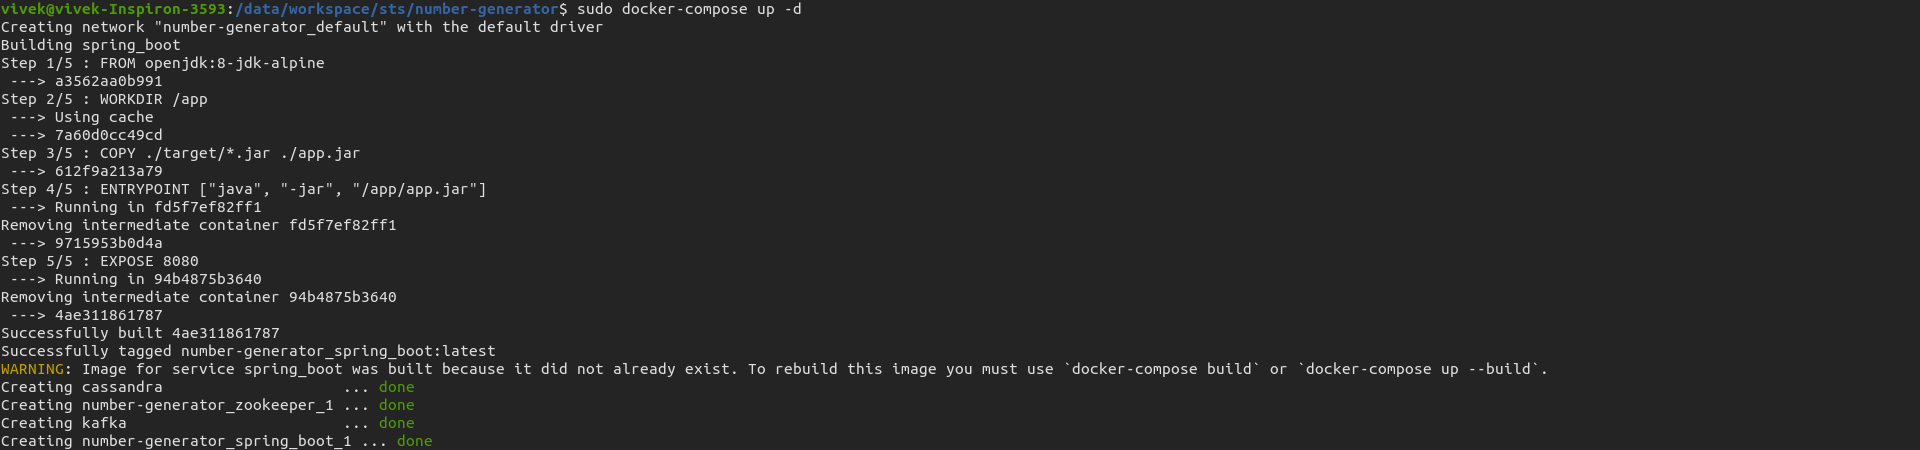 vivek@vivek-Inspiron-3593:/data/workspace/sts/number-generator$ sudo docker-compose up -d
Creating network "number-generator_default" with the default driver
Building spring_boot
Step 1/5 : FROM openjdk:8-jdk-alpine
 ---> a3562aa0b991
Step 2/5 : WORKDIR /app
 ---> Using cache
 ---> 7a60d0cc49cd
Step 3/5 : COPY ./target/*.jar ./app.jar
 ---> 612f9a213a79
Step 4/5 : ENTRYPOINT ["java", "-jar", "/app/app.jar"]
 ---> Running in fd5f7ef82ff1
Removing intermediate container fd5f7ef82ff1
 ---> 9715953b0d4a
Step 5/5 : EXPOSE 8080
 ---> Running in 94b4875b3640
Removing intermediate container 94b4875b3640
 ---> 4ae311861787
Successfully built 4ae311861787
Successfully tagged number-generator_spring_boot:latest
WARNING: Image for service spring_boot was built because it did not already exist. To rebuild this image you must use `docker-compose build` or `docker-compose up --build`.
Creating cassandra                    ... done
Creating number-generator_zookeeper_1 ... done
Creating kafka                        ... done
Creating number-generator_spring_boot_1 ... done